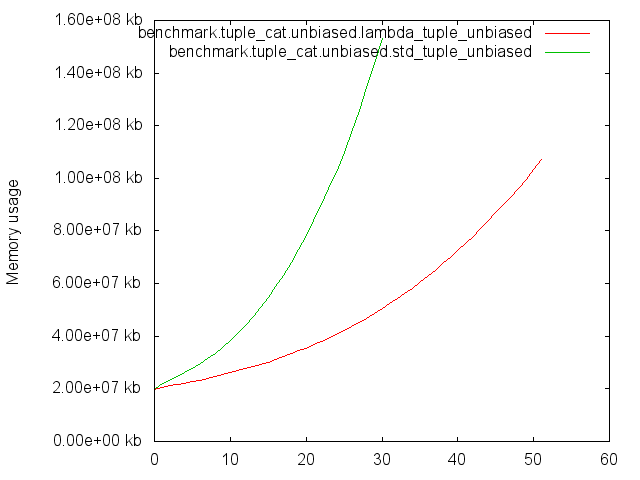 1.60e+08 kb
benchmark.tuple_cat.unbiased.lambda_tuple_unbiased
benchmark.tuple_cat.unbiased.std_tuple_unbiased
1.40e+08 kb
1.20e+08 kb
1.00e+08 kb
8.00e+07 kb
6.00e+07 kb
4.00e+07 kb
2.00e+07 kb
0.00e+00 kb
Memory usage
0 10 20 30 40 50 60